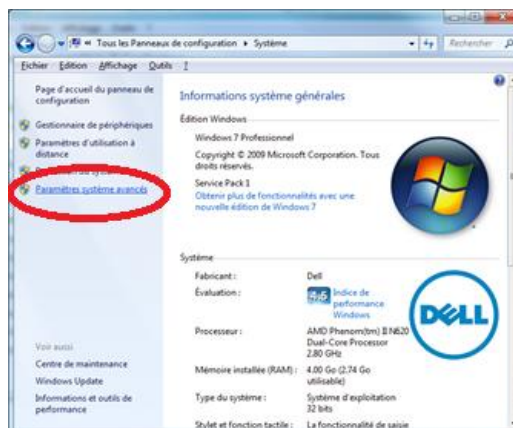 Tous les Panneaux de configuration ▸ Système
Rechercher
Fichier Edition Affichage Outils ?
Page d'accueil du panneau de
configuration
Gestionnaire de périphériques
Paramètres d'utilisation à
distance
Paramètres système avancés
Voir aussi
Centre de maintenance
Windows Update
Informations et outils de
performance
Informations système générales
Édition Windows
Windows 7 Professionnel
Copyright © 2009 Microsoft Corporation. Tous
droits réservés.
Service Pack 1
Obtenir plus de fonctionnalités avec une
nouvelle édition de Windows 7
Système
Fabricant : Dell
Évaluation : 4,6 Indice de
performance
Windows
Processeur : AMD Phenom(tm) II N620
Dual-Core Processor
2.80 GHz
Mémoire installée (RAM) : 4,00 Go (2,74 Go
utilisable)
Type du système : Système d'exploitation
32 bits
Stylet et fonction tactile : La fonctionnalité de saisie
DELL